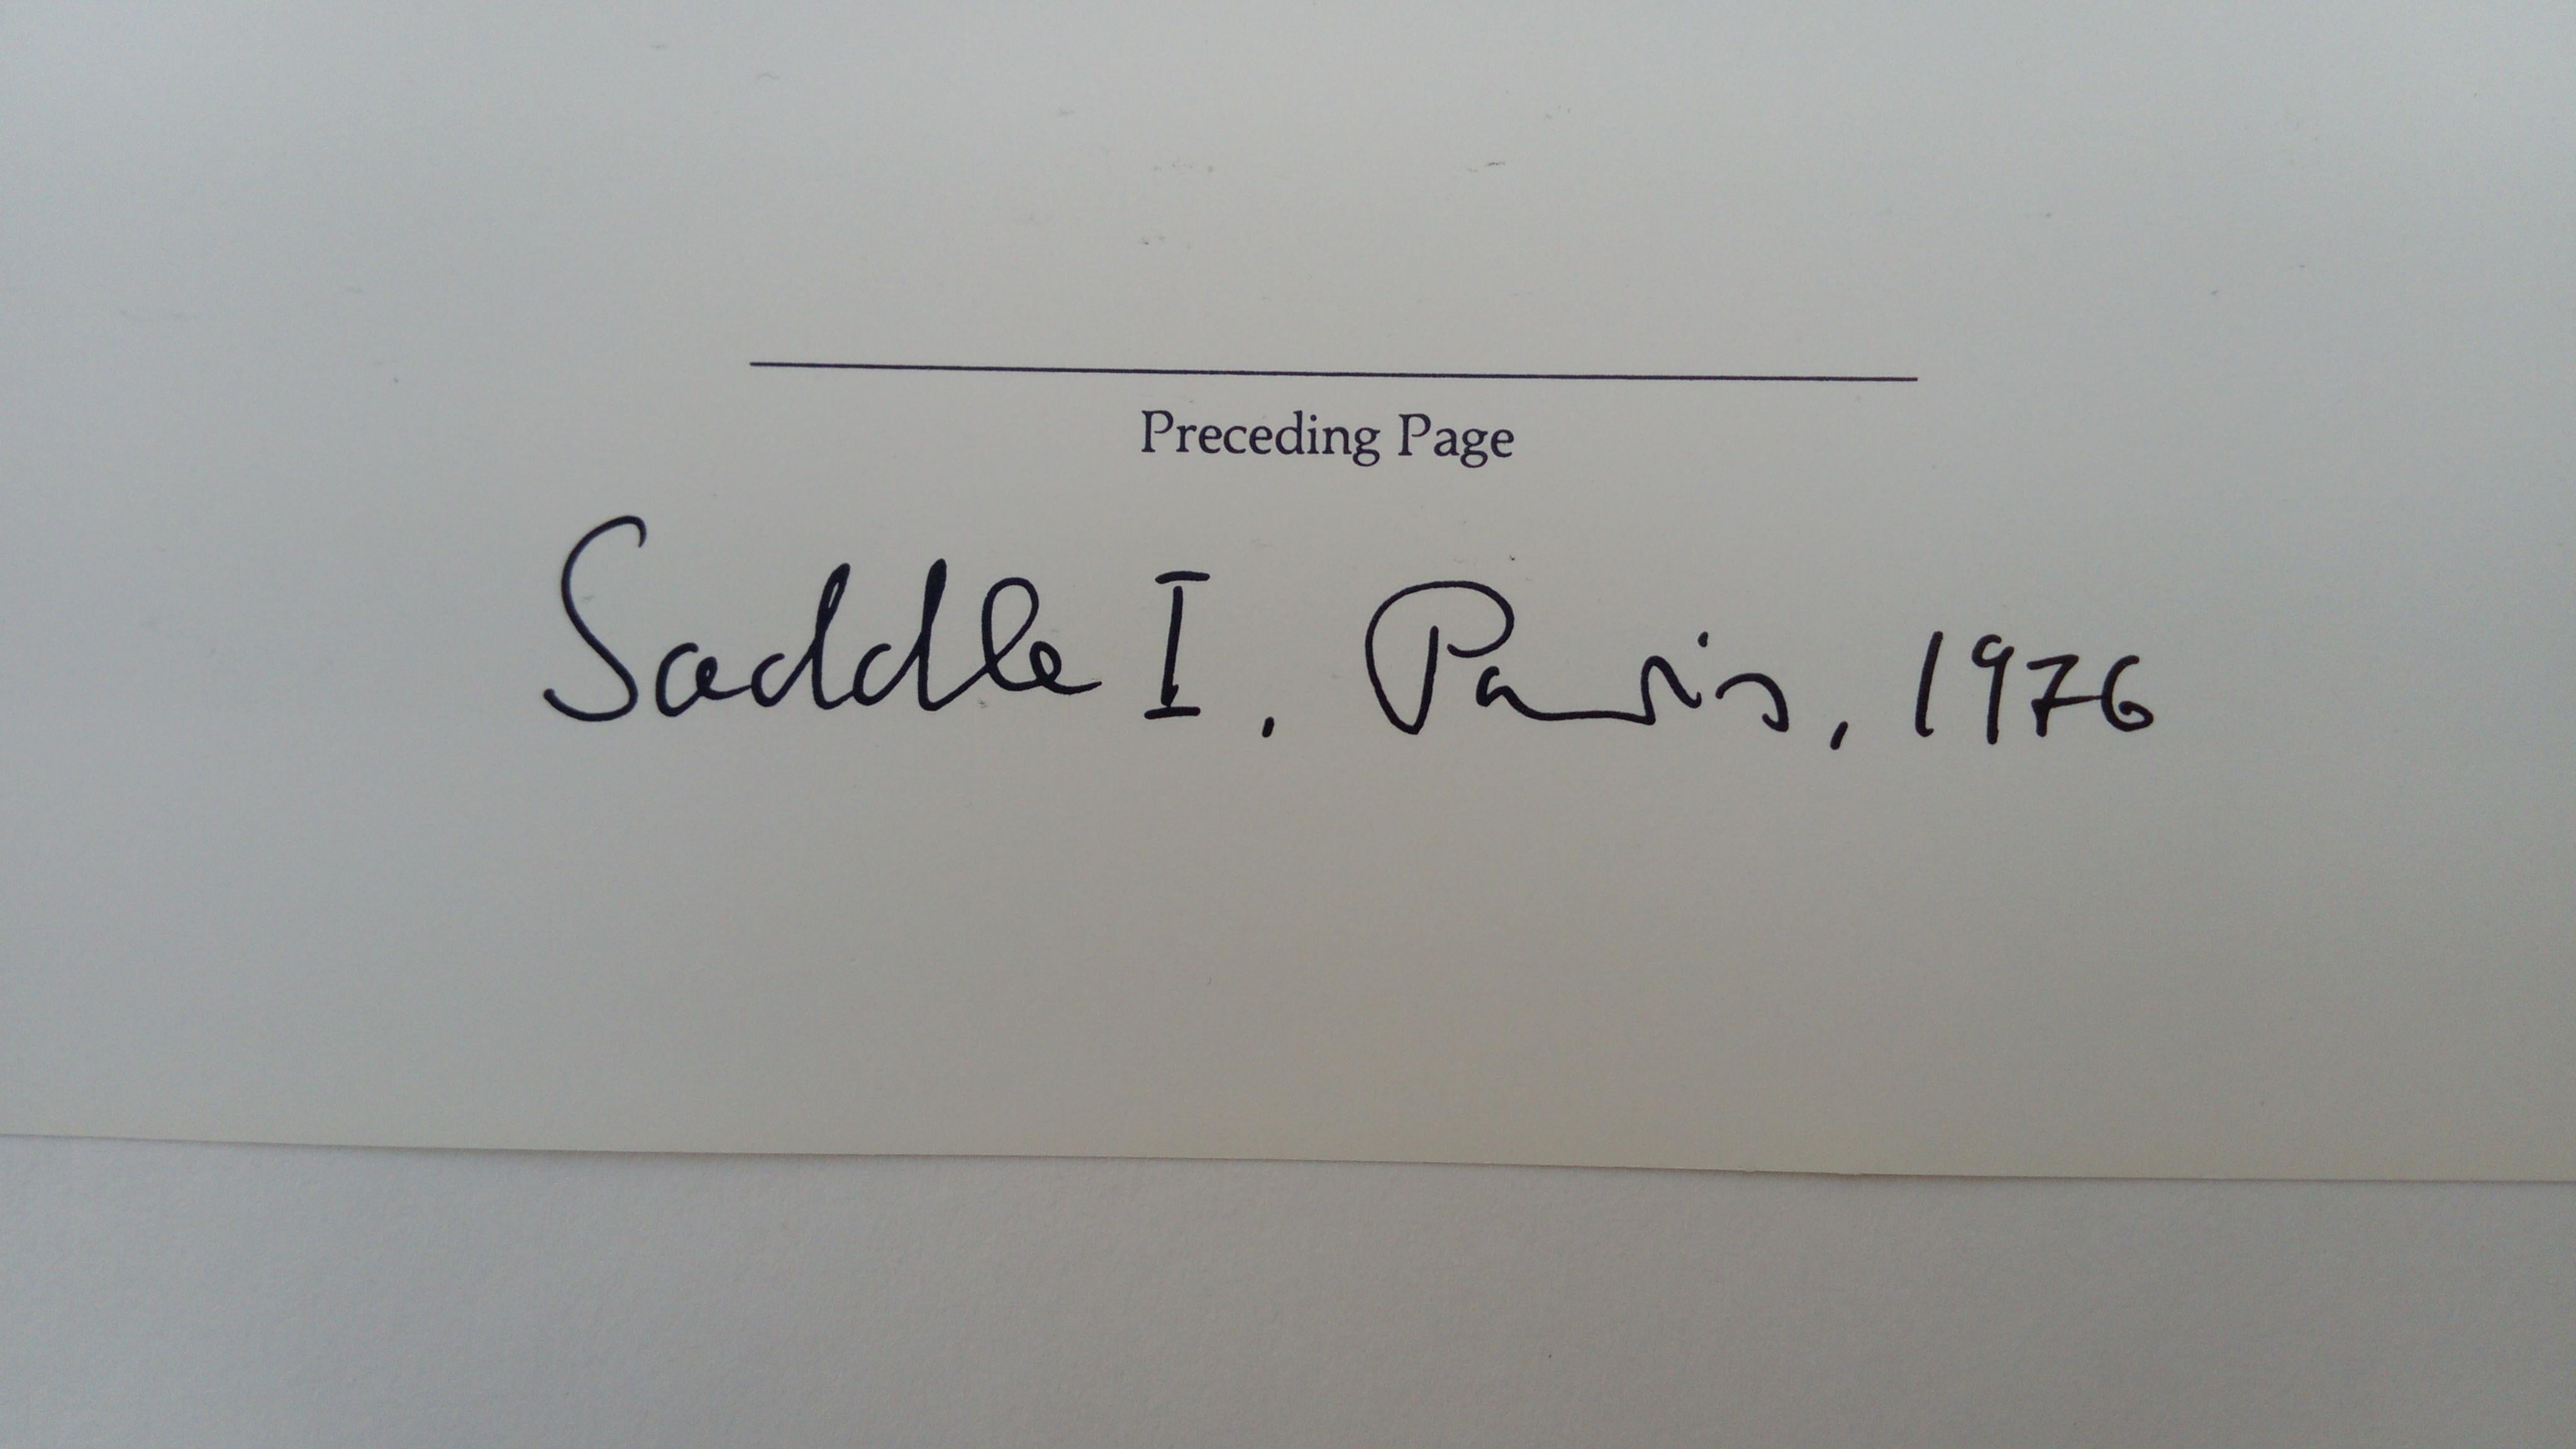 Preceding Page
Saddle I, Paris, 1976